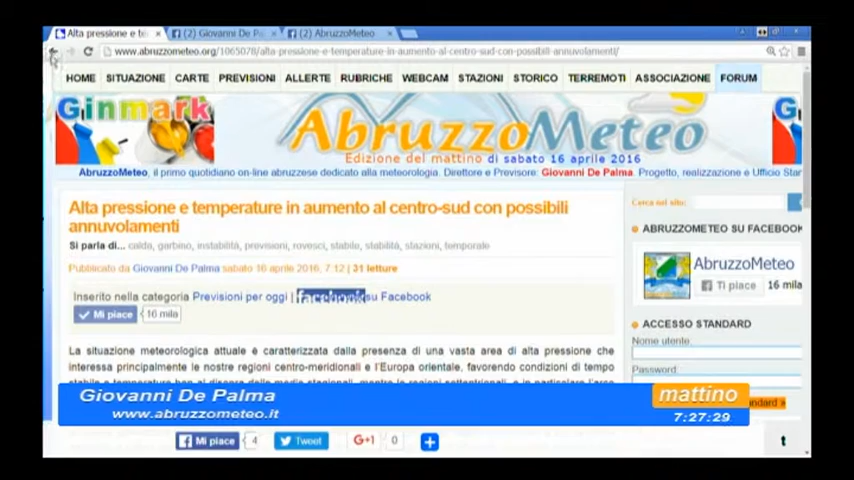 Alta pressione e te
(2) Giovanni De Pa
(2) AbruzzoMeteo
www.abruzzometeo.org/1065078/alta-pressione-e-temperature-in-aumento-al-centro-sud-con-possibili-annuvolamenti/
HOME SITUAZIONE CARTE PREVISIONI ALLERTE RUBRICHE WEBCAM STAZIONI STORICO TERREMOTI ASSOCIAZIONE FORUM
Ginmark
AbruzzoMeteo
Edizione del mattino di sabato 16 aprile 2016
AbruzzoMeteo, il primo quotidiano on-line abruzzese dedicato alla meteorologia. Direttore e Previsore: Giovanni De Palma. Progetto, realizzazione e Ufficio Star
Alta pressione e temperature in aumento al centro-sud con possibili
annuvolamenti
Si parla di... caldo, garbino, instabilità, previsioni, rovesci, stabile, stabilità, stazioni, temporale
Pubblicato da Giovanni De Palma sabato 16 aprile 2016, 7:12 | 31 letture
Inserito nella categoria Previsioni per oggi | facebook su Facebook
Mi piace 16 mila
La situazione meteorologica attuale è caratterizzata dalla presenza di una vasta area di alta pressione che
interessa principalmente le nostre regioni centro-meridionali e l'Europa orientale, favorendo condizioni di tempo
Cerca nel sito:
ABRUZZOMETEO SU FACEBOOK
AbruzzoMeteo
Ti piace 16 mila
ACCESSO STANDARD
Nome utente
Password
Giovanni De Palma
www.abruzzometeo.it
mattino
7:27:29
Mi piace 4 Tweet G+1 0
t